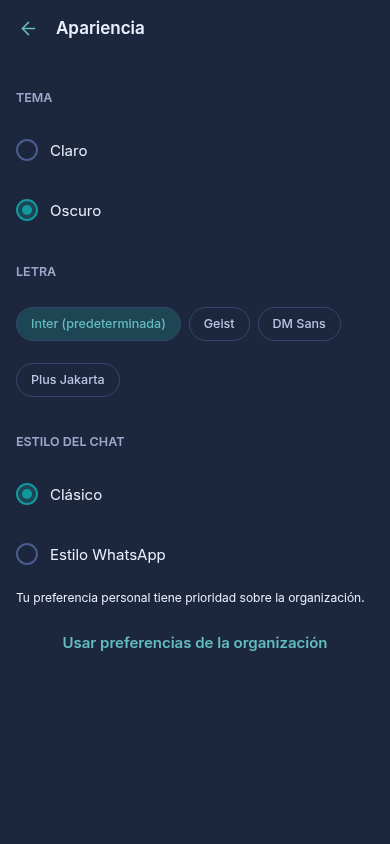 Apariencia
TEMA
Claro
Oscuro
LETRA
Inter (predeterminada) Geist DM Sans
Plus Jakarta
ESTILO DEL CHAT
Clásico
Estilo WhatsApp
Tu preferencia personal tiene prioridad sobre la organización.
Usar preferencias de la organización